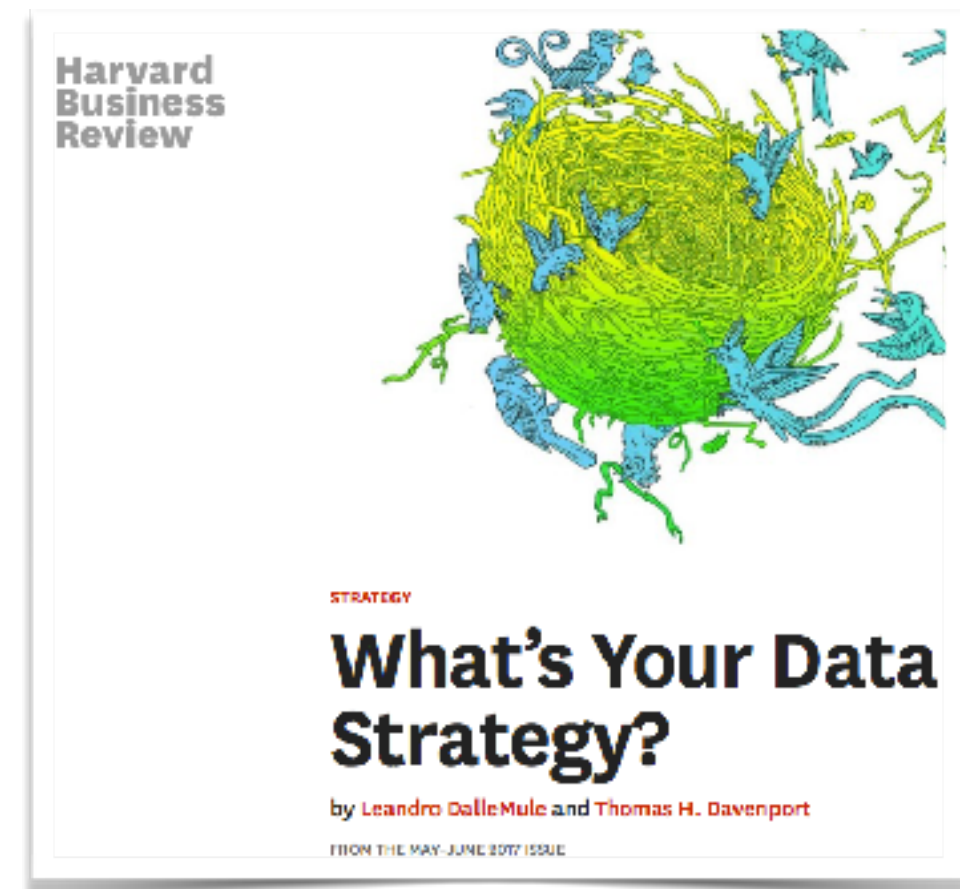 Harvard
Business
Review
STRATEGY
What's Your Data
Strategy?
by Leandro DalleMule and Thomas H. Davenport
FROM THE MAY-JUNE 2017 ISSUE